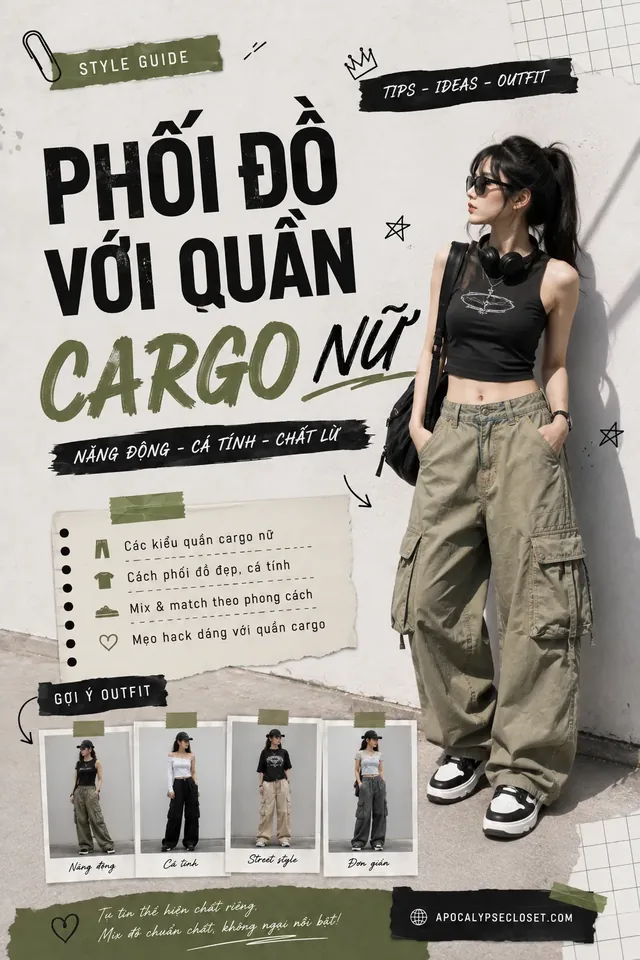 STYLE GUIDE
TIPS - IDEAS - OUTFIT
PHỐI ĐỒ
VỚI QUẦN
CARGO NỮ
NĂNG ĐỘNG - CÁ TÍNH - CHẤT LỪ
Các kiểu quần cargo nữ
Cách phối đồ đẹp, cá tính
Mix & match theo phong cách
Mẹo hack dáng với quần cargo
GỢI Ý OUTFIT
Năng động
Cá tính
Street style
Đơn giản
Tự tin thể hiện chất riêng,
Mix đồ chuẩn chất, không ngại nổi bật!
APOCALYPSECLOSET.COM